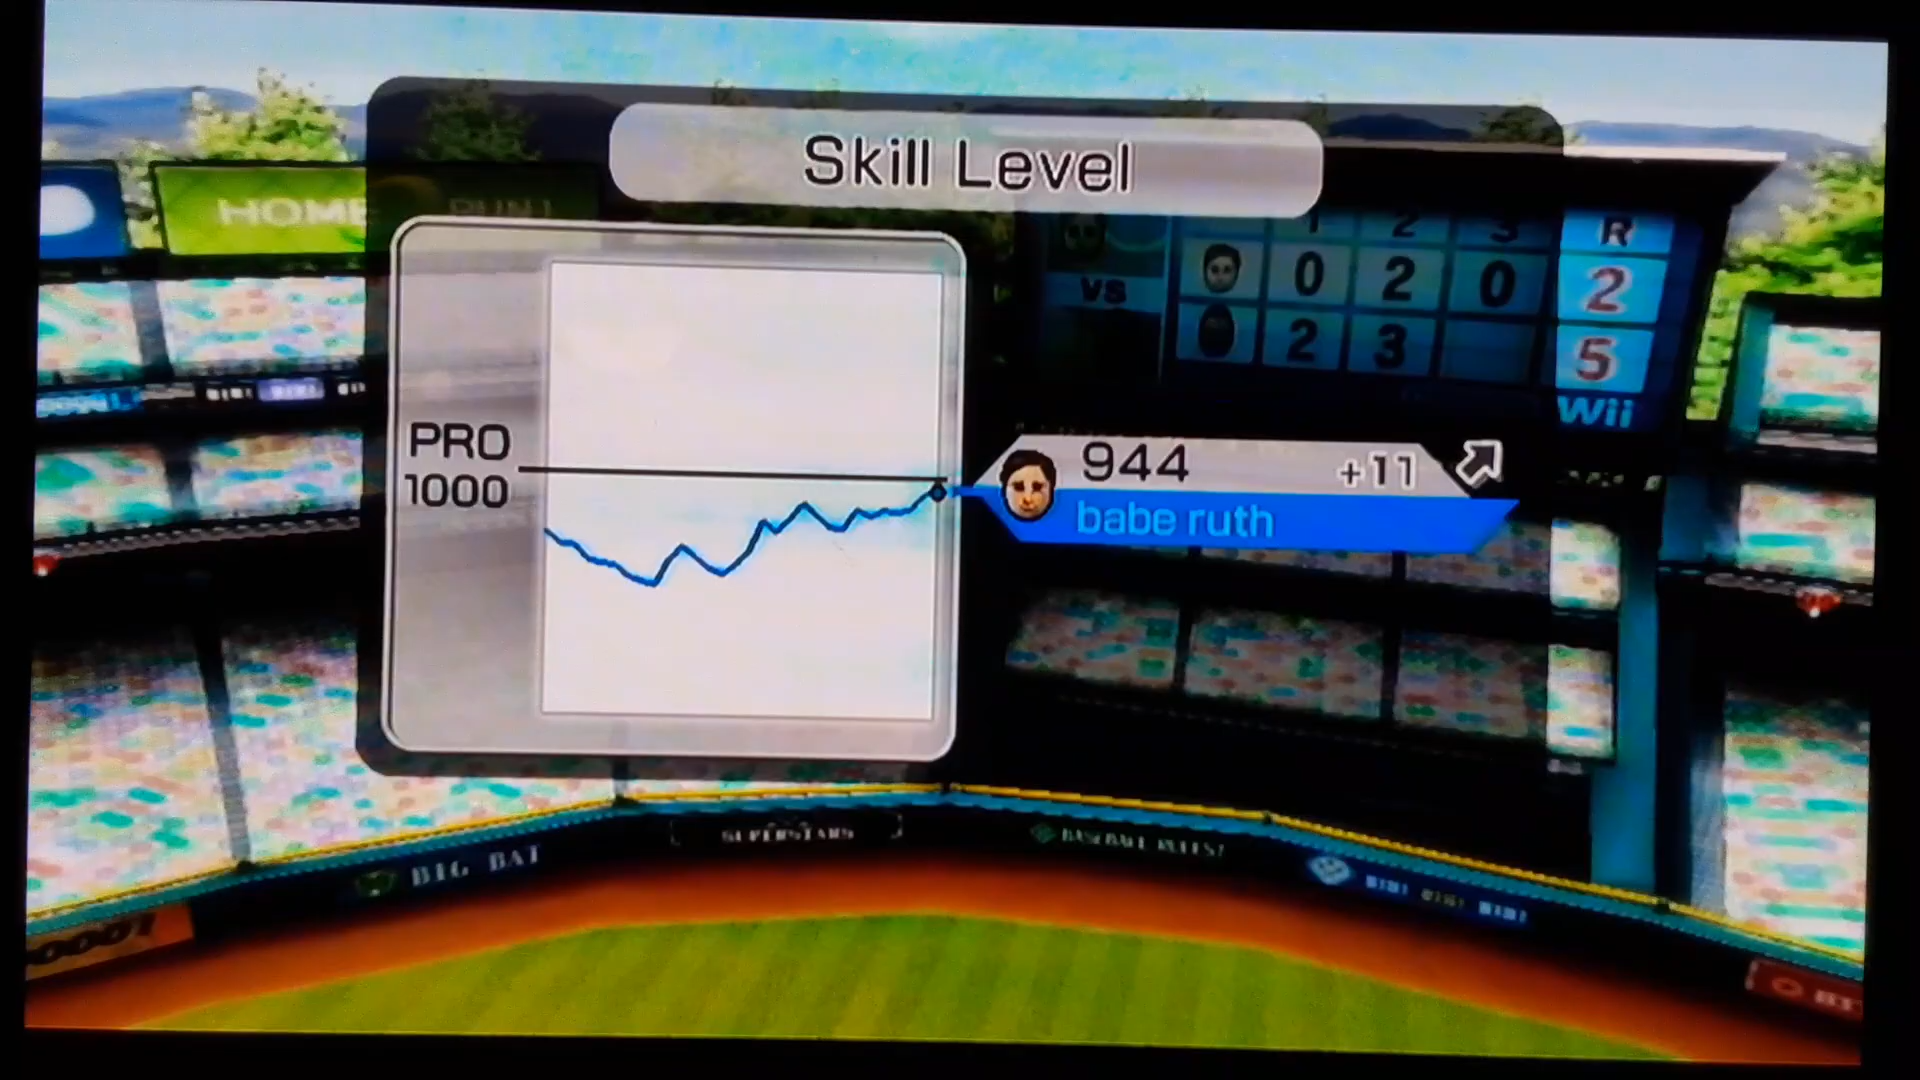 Skill Level
HOME RUN!
1 2 3 R
0 2 0 2
VS
2 3 5
Wii
PRO
1000
944 +11
babe ruth
BIG BAT
SUPERSTARS
BASEBALL RULES!